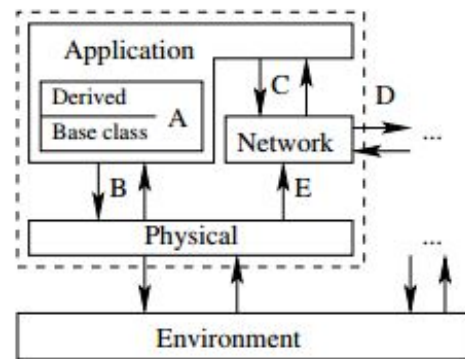 Application
Derived
Base class
A
C
D
Network
...
B
E
Physical
...
Environment